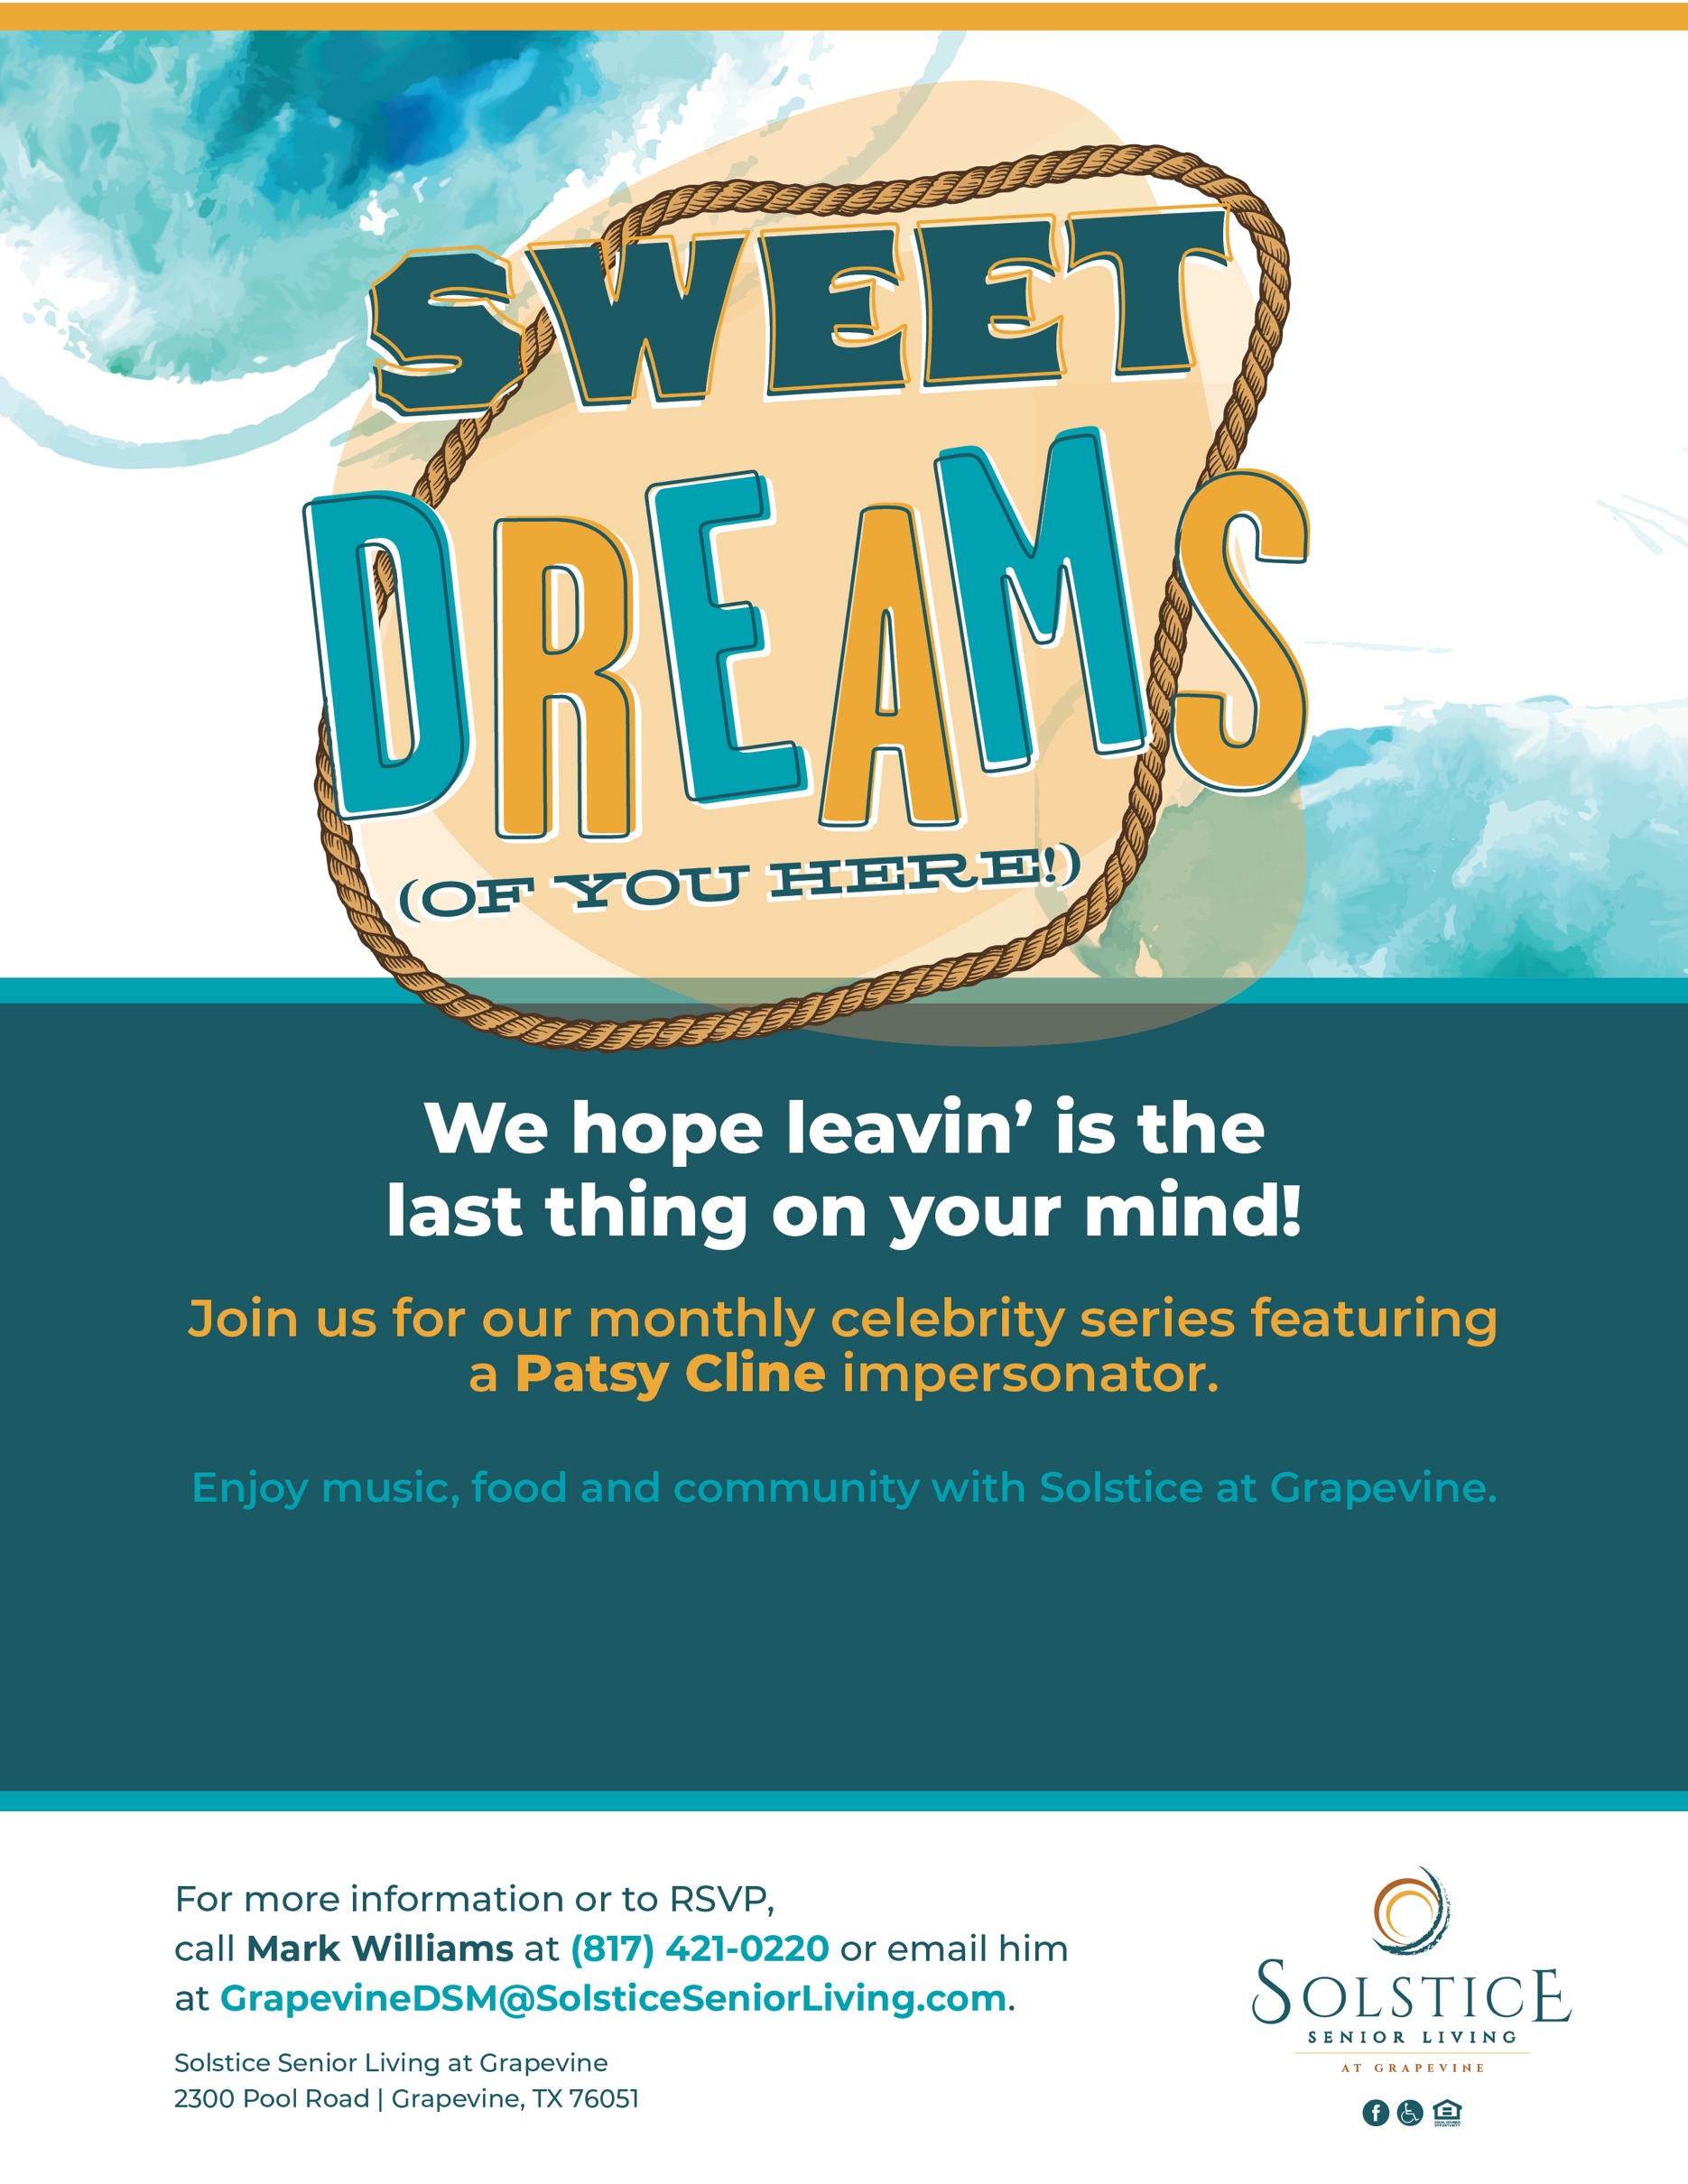 SWEET
DREAMS
(OF YOU HERE!)
We hope leavin’ is the
last thing on your mind!
Join us for our monthly celebrity series featuring
a Patsy Cline impersonator.
Enjoy music, food and community with Solstice at Grapevine.
For more information or to RSVP,
call Mark Williams at (817) 421-0220 or email him
at GrapevineDSM@SolsticeSeniorLiving.com.
Solstice Senior Living at Grapevine
2300 Pool Road | Grapevine, TX 76051
SOLSTICE
SENIOR LIVING
AT GRAPEVINE